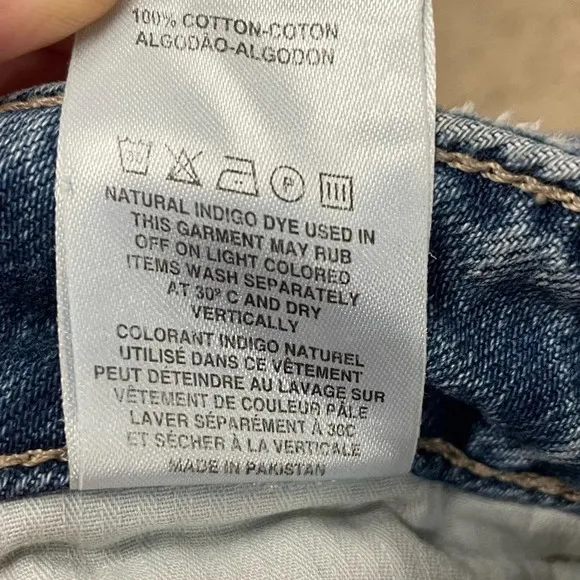 100% COTTON-COTON
ALGODÃO-ALGODON
30 P
NATURAL INDIGO DYE USED IN
THIS GARMENT MAY RUB
OFF ON LIGHT COLORED
ITEMS WASH SEPARATELY
AT 30° C AND DRY
VERTICALLY
COLORANT INDIGO NATUREL
UTILISÉ DANS CE VÊTEMENT
PEUT DÉTEINDRE AU LAVAGE SUR
VÊTEMENT DE COULEUR PÂLE
LAVER SÉPARÉMENT À 30C
ET SÉCHER À LA VERTICALE
MADE IN PAKISTAN